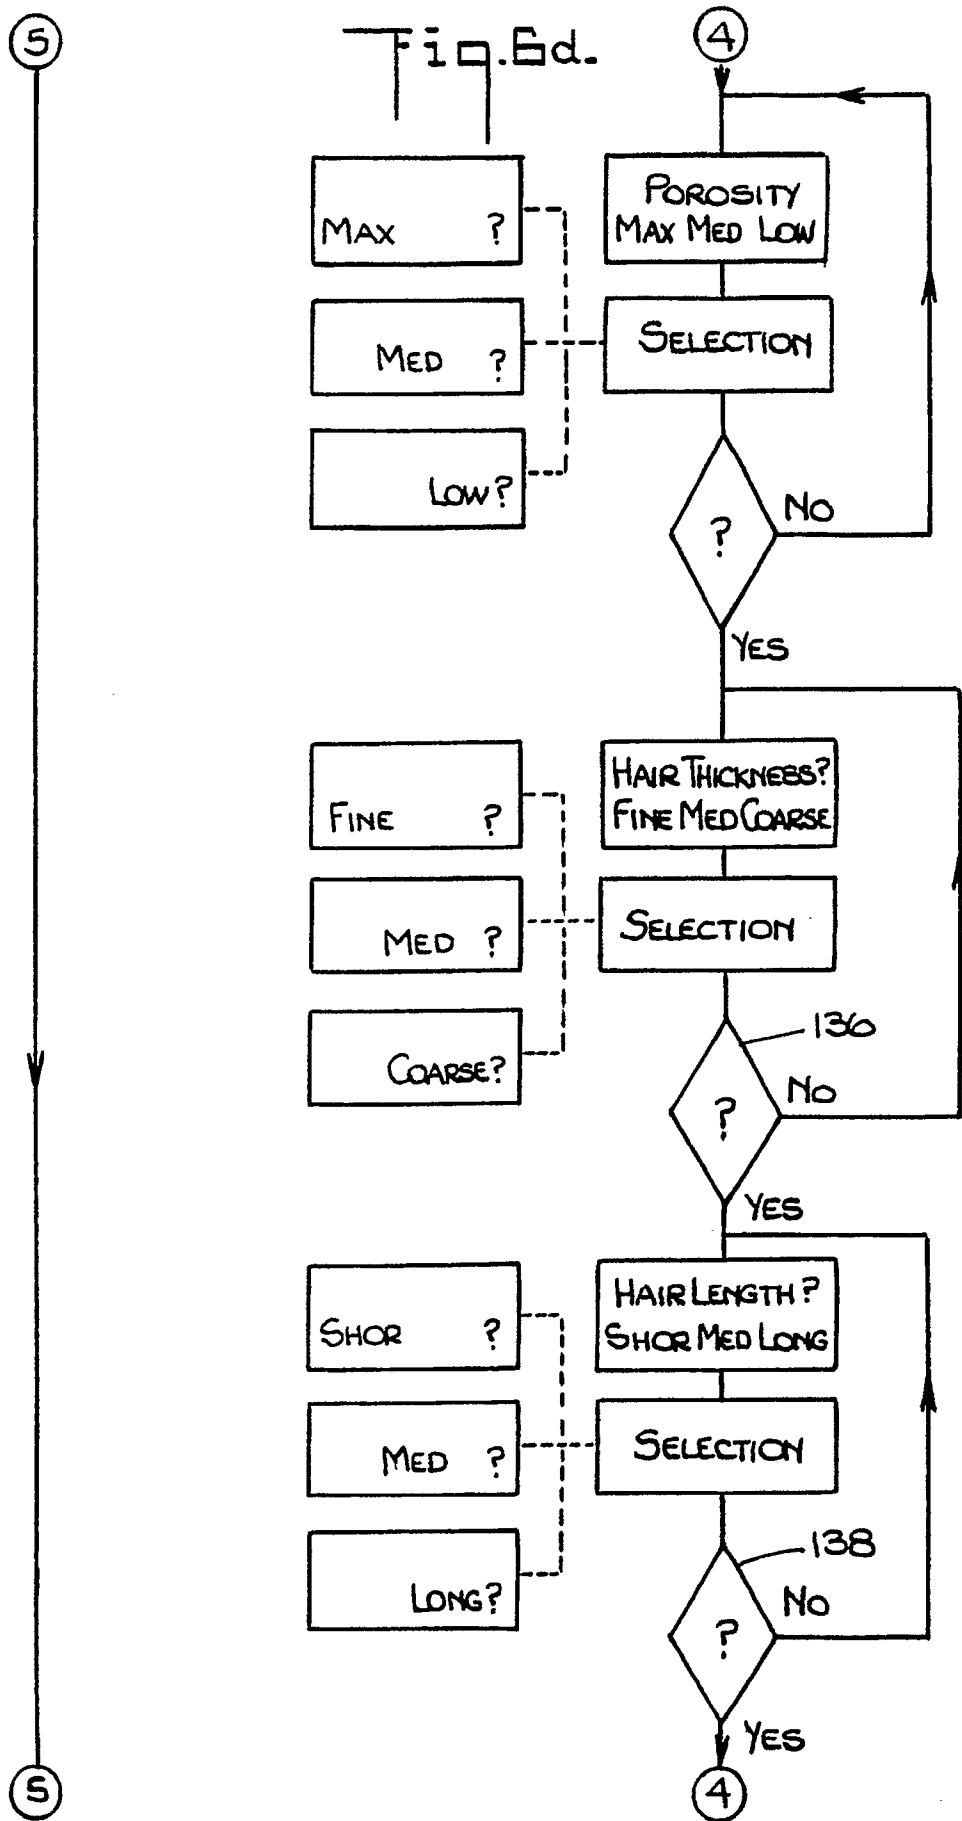 5
Fig.6d.
4
POROSITY
MAX MED LOW
MAX ?
SELECTION
MED ?
LOW?
?
NO
YES
HAIR THICKNESS?
FINE MED COARSE
FINE ?
SELECTION
MED ?
COARSE?
136
?
NO
YES
HAIR LENGTH?
SHOR MED LONG
SHOR ?
SELECTION
MED ?
LONG?
138
?
NO
YES
5
4